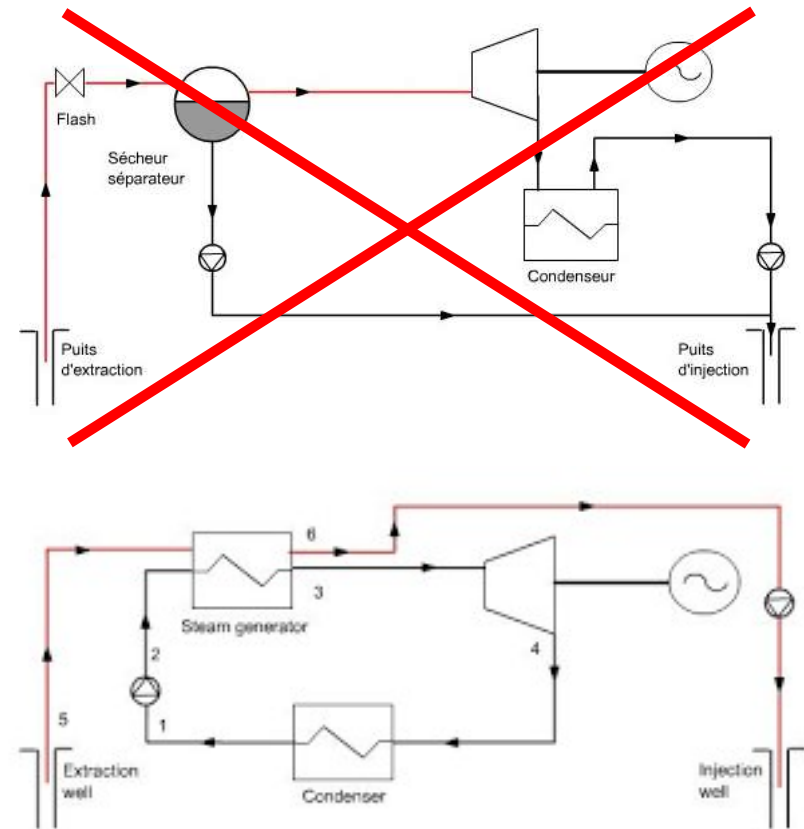 Flash
Sécheur
séparateur
Condenseur
Puits
d'extraction
Puits
d'injection
6
3
Steam generator
4
2
1
5
Extraction
well
Condenser
Injection
well